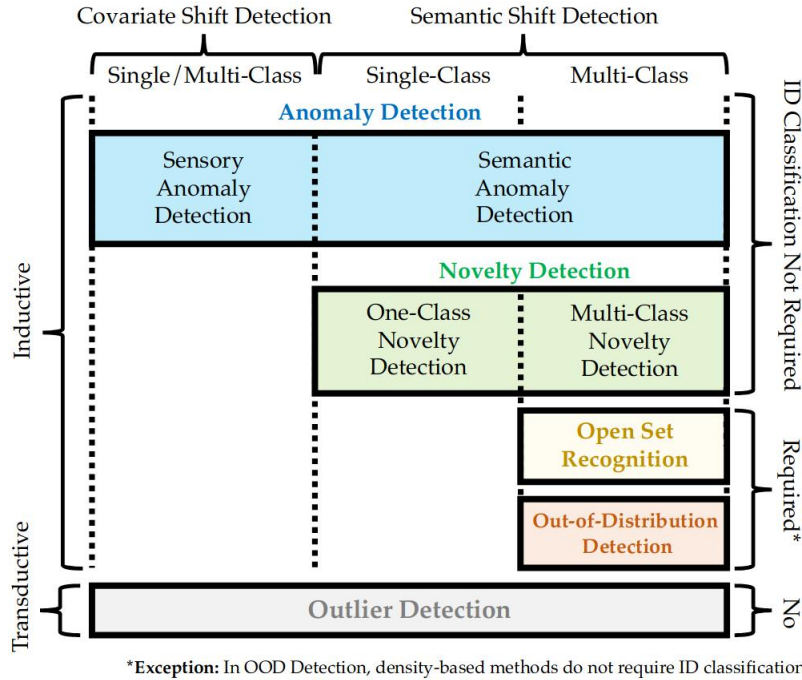 Covariate Shift Detection
Semantic Shift Detection
Single/Multi-Class
Single-Class
Multi-Class
Anomaly Detection
Sensory
Anomaly
Detection
Semantic
Anomaly
Detection
Novelty Detection
One-Class
Novelty
Detection
Multi-Class
Novelty
Detection
Open Set
Recognition
Out-of-Distribution
Detection
Outlier Detection
Inductive
Transductive
ID Classification Not Required
Required*
No
*Exception: In OOD Detection, density-based methods do not require ID classification